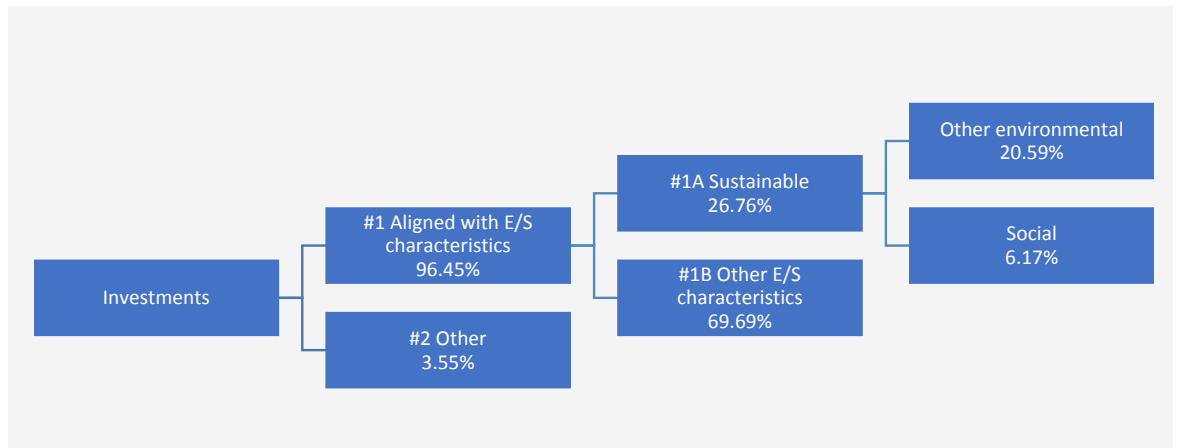 Investments
#1 Aligned with E/S
characteristics
96.45%
#2 Other
3.55%
#1A Sustainable
26.76%
#1B Other E/S
characteristics
69.69%
Other environmental
20.59%
Social
6.17%